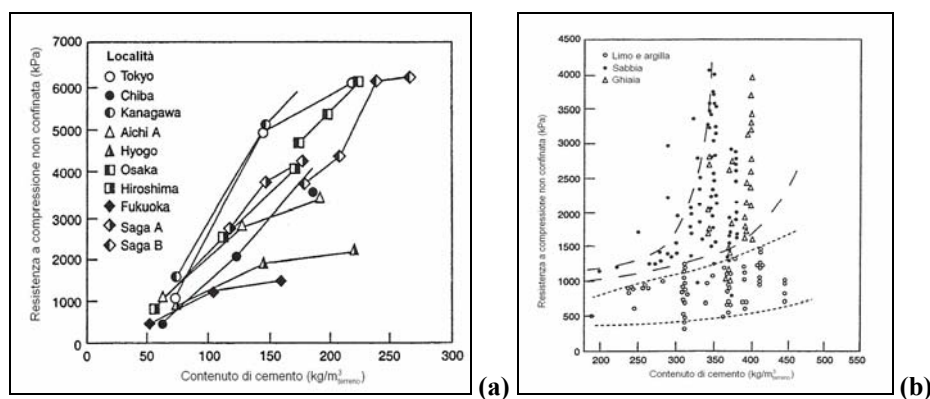 7000
6000
5000
4000
3000
2000
1000
0
0
50
100
150
200
250
300
Resistenza a compressione non confinata (kPa)
Contenuto di cemento (kg/m³terreno)
Località
Tokyo
Chiba
Kanagawa
Aichi A
Hyogo
Osaka
Hiroshima
Fukuoka
Saga A
Saga B
(a)
4500
4000
3500
3000
2500
2000
1500
1000
500
0
200
250
300
350
400
450
500
550
Resistenza a compressione non confinata (kPa)
Contenuto di cemento (kg/m³terreno)
Limo e argilla
Sabbia
Ghiaia
(b)